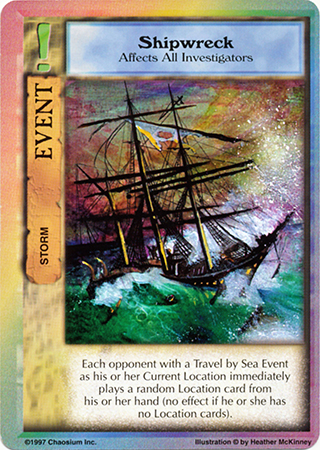 Shipwreck
Affects All Investigators
EVENT!
STORM
Each opponent with a Travel by Sea Event
as his or her Current Location immediately
plays a random Location card from
his or her hand (no effect if he or she has
no Location cards).
©1997 Chaosium Inc.
Illustration © by Heather McKinney